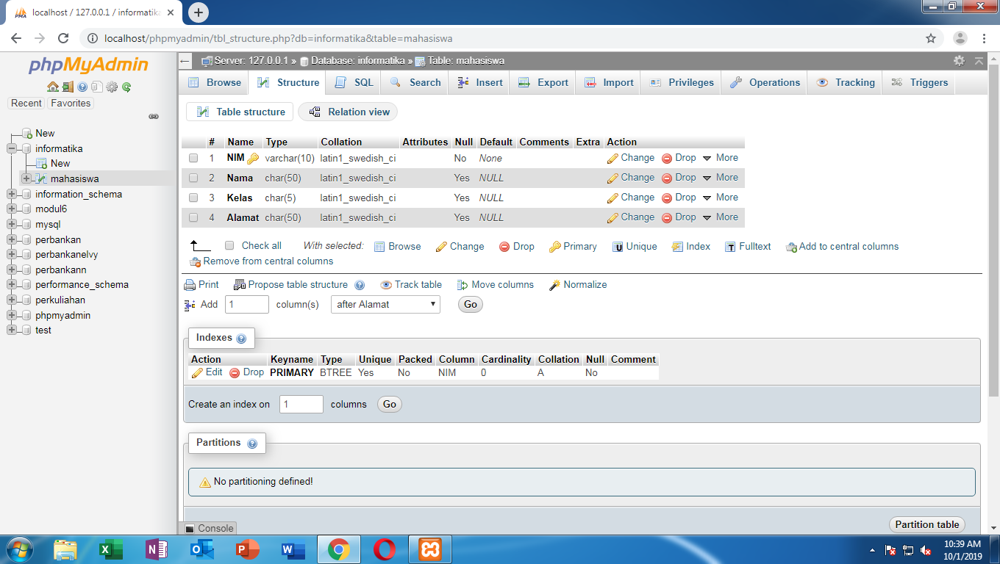 localhost / 127.0.0.1 / informatika
localhost/phpmyadmin/tbl_structure.php?db=informatika&table=mahasiswa
phpMyAdmin
Recent Favorites
New
informatika
New
mahasiswa
information_schema
modul6
mysql
perbankan
perbankanelvy
perbankann
performance_schema
perkuliahan
phpmyadmin
test
Server: 127.0.0.1 » Database: informatika » Table: mahasiswa
Browse Structure SQL Search Insert Export Import Privileges Operations Tracking Triggers
Table structure Relation view
# Name Type Collation Attributes Null Default Comments Extra Action
1 NIM varchar(10) latin1_swedish_ci No None Change Drop More
2 Nama char(50) latin1_swedish_ci Yes NULL Change Drop More
3 Kelas char(5) latin1_swedish_ci Yes NULL Change Drop More
4 Alamat char(50) latin1_swedish_ci Yes NULL Change Drop More
Check all With selected: Browse Change Drop Primary Unique Index Fulltext Add to central columns
Remove from central columns
Print Propose table structure Track table Move columns Normalize
Add 1 column(s) after Alamat Go
Indexes
Action Keyname Type Unique Packed Column Cardinality Collation Null Comment
Edit Drop PRIMARY BTREE Yes No NIM 0 A No
Create an index on 1 columns Go
Partitions
No partitioning defined!
Partition table
Console
10:39 AM
10/1/2019